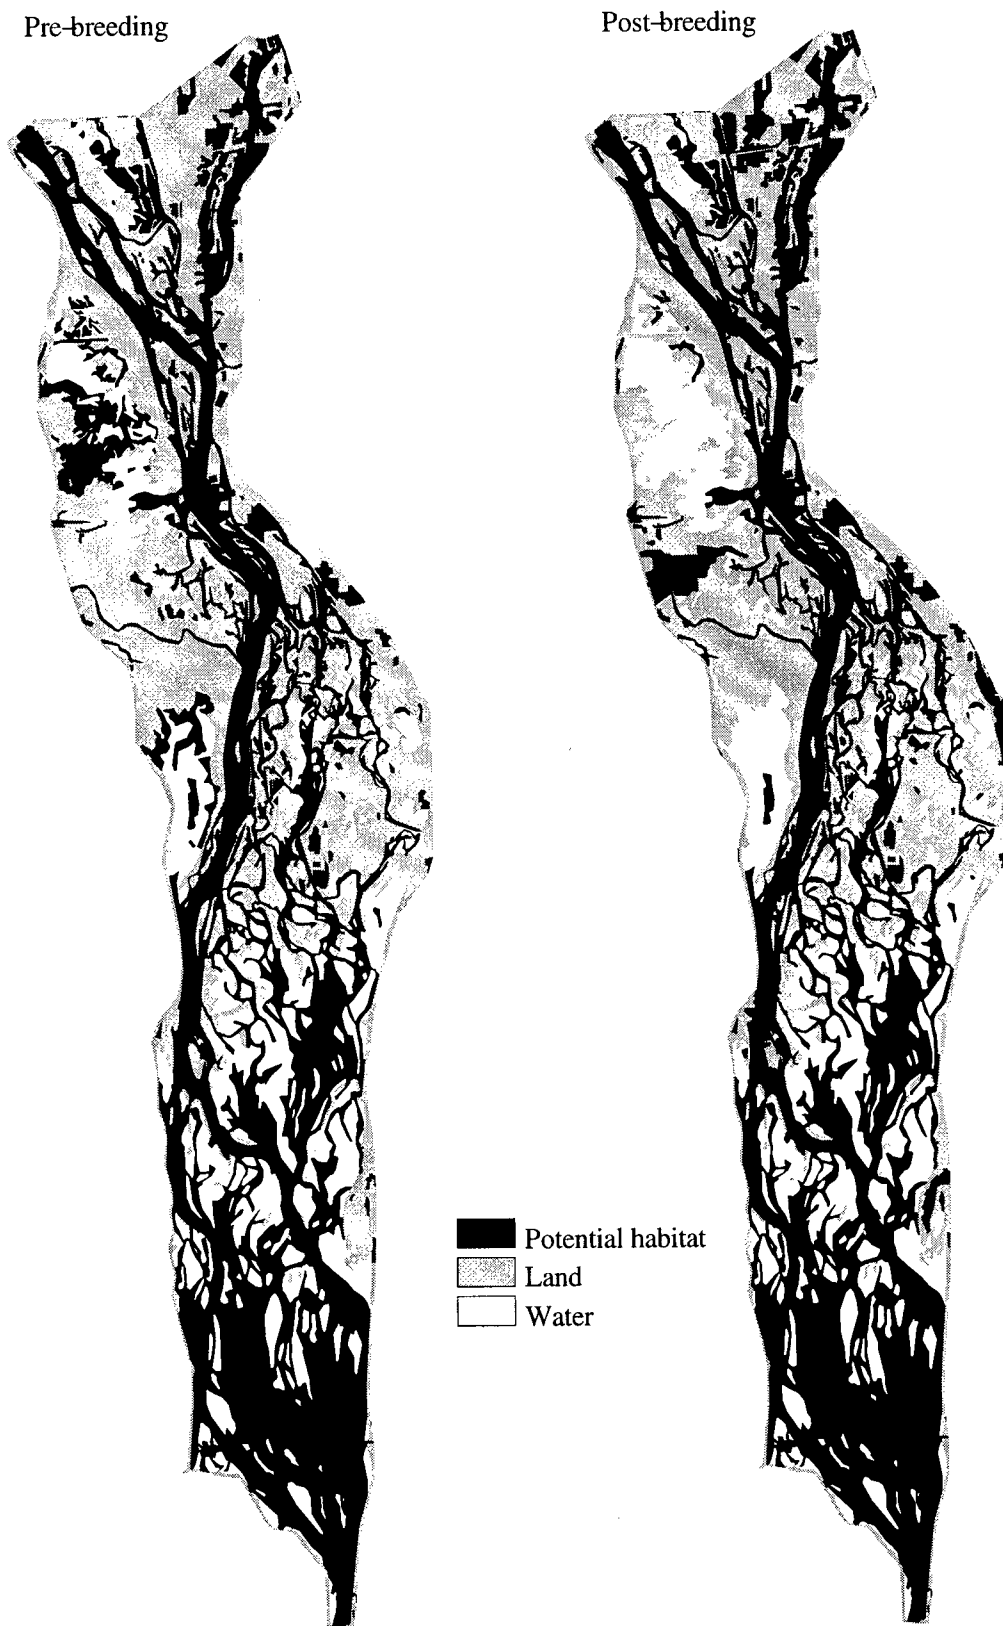 Pre-breeding
Post-breeding
Potential habitat
Land
Water